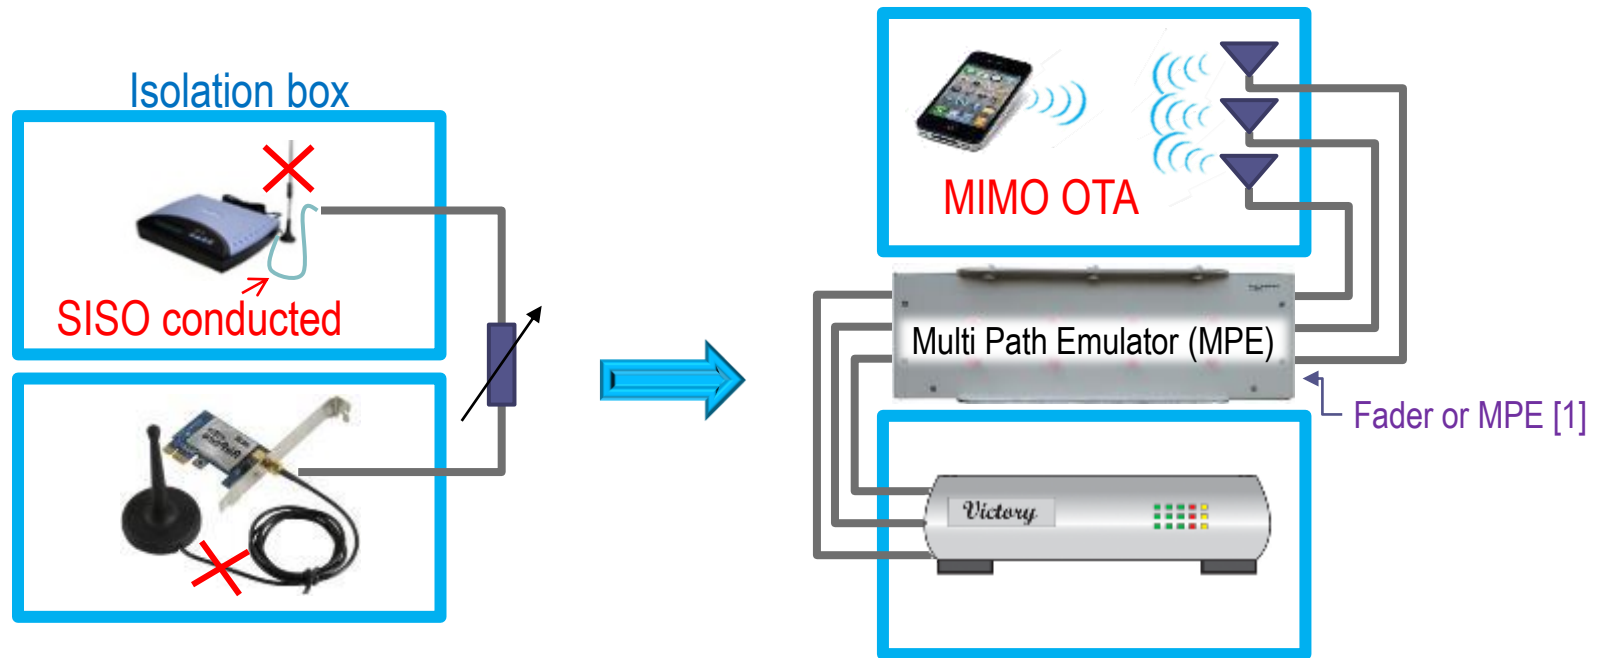 Isolation box
SISO conducted
MIMO OTA
Multi Path Emulator (MPE)
Fader or MPE [1]
Victory